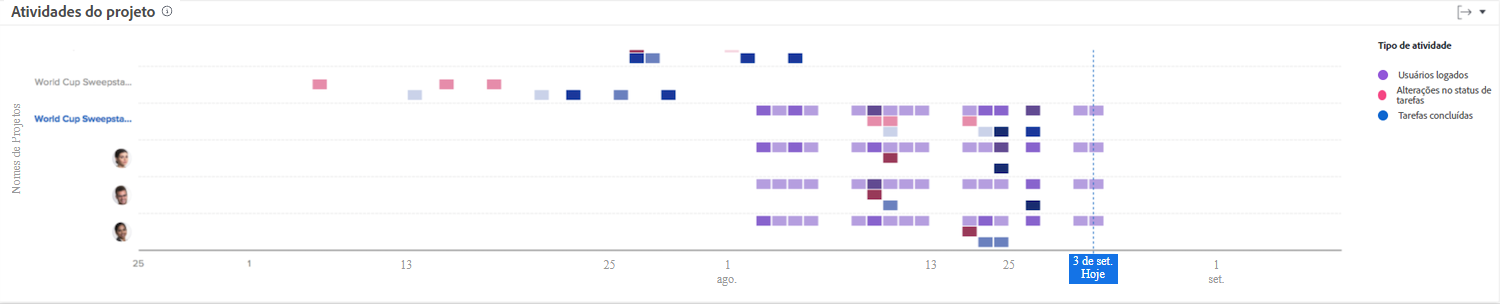 Atividades do projeto
Tipo de atividade
Usuários logados
Alterações no status de
tarefas
Tarefas concluídas
Nomes de Projetos
World Cup Sweepsta...
World Cup Sweepsta...
25
1
13
25
1
ago.
13
25
3 de set.
Hoje
1
set.